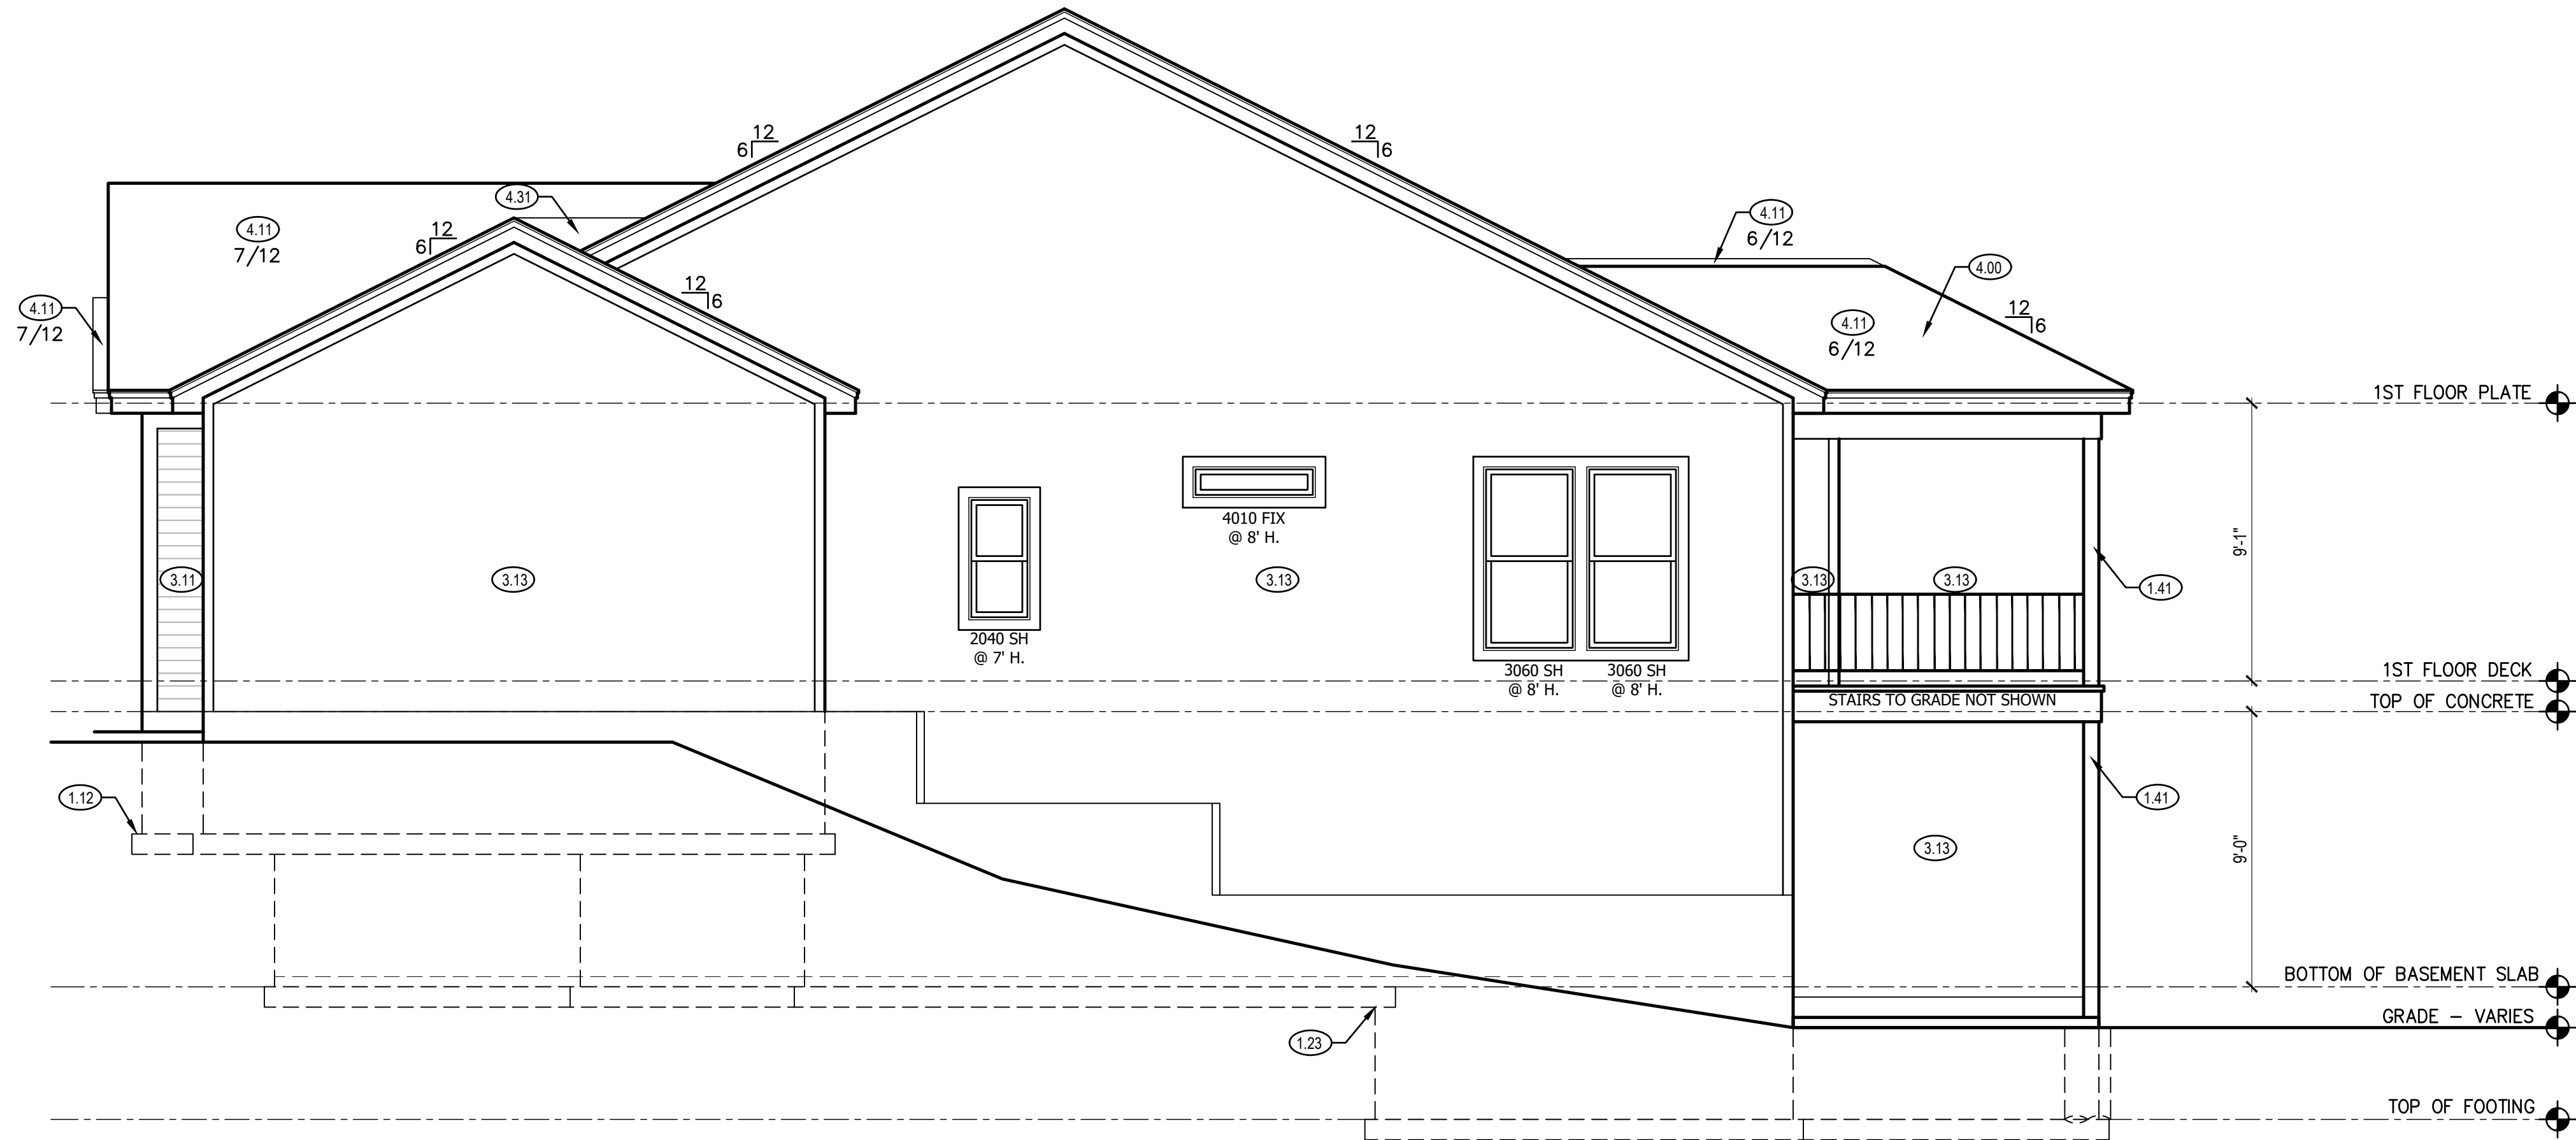 12
6
12
6
4.31
4.11
7/12
12
6
4.11
6/12
4.00
12
6
4.11
7/12
12
6
4.11
6/12
1ST FLOOR PLATE
4010 FIX
@ 8' H.
9'-1"
3.11
3.13
3.13
3.13
3.13
1.41
2040 SH
@ 7' H.
3060 SH
@ 8' H.
3060 SH
@ 8' H.
1ST FLOOR DECK
STAIRS TO GRADE NOT SHOWN
TOP OF CONCRETE
1.12
1.41
3.13
9'-0"
BOTTOM OF BASEMENT SLAB
GRADE – VARIES
1.23
TOP OF FOOTING